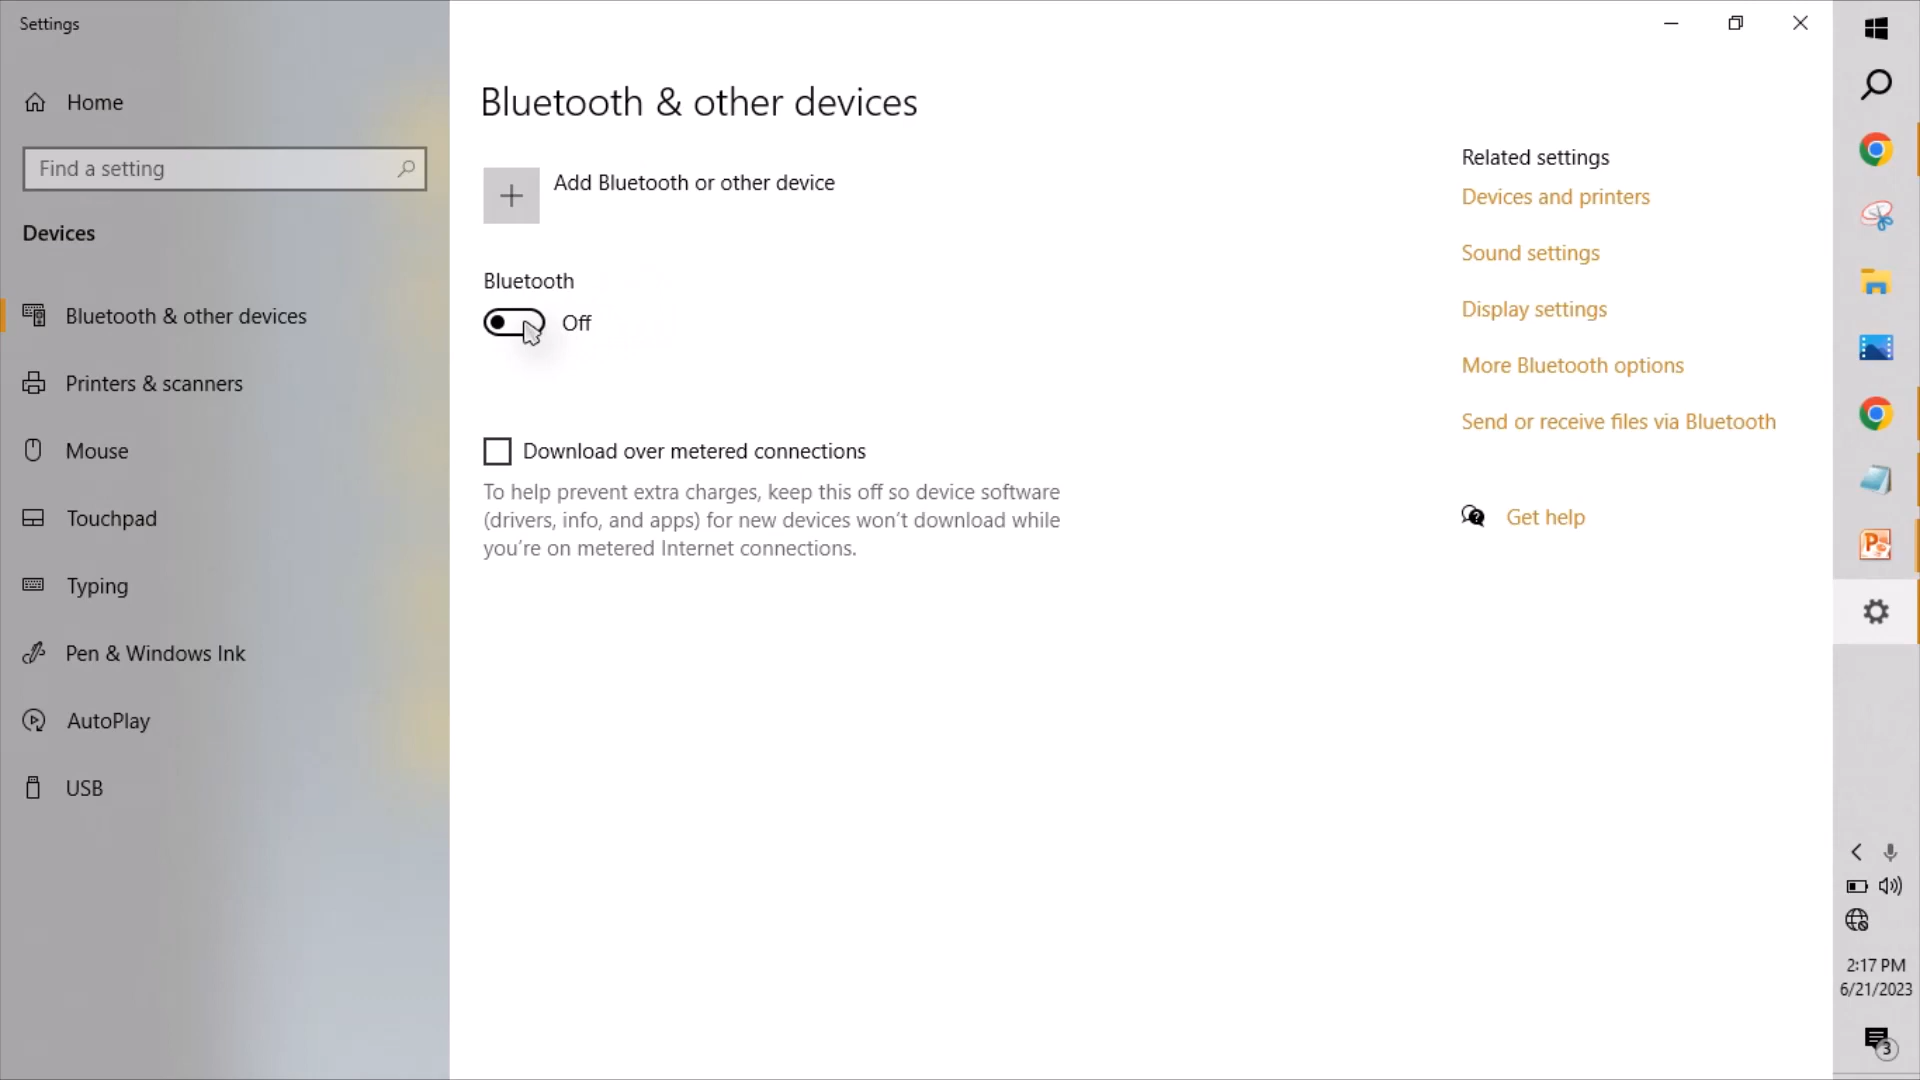 Settings
Home
Find a setting
Devices
Bluetooth & other devices
Printers & scanners
Mouse
Touchpad
Typing
Pen & Windows Ink
AutoPlay
USB
Bluetooth & other devices
Add Bluetooth or other device
Bluetooth
Off
Download over metered connections
To help prevent extra charges, keep this off so device software
(drivers, info, and apps) for new devices won't download while
you're on metered Internet connections.
Related settings
Devices and printers
Sound settings
Display settings
More Bluetooth options
Send or receive files via Bluetooth
Get help
2:17 PM
6/21/2023
3